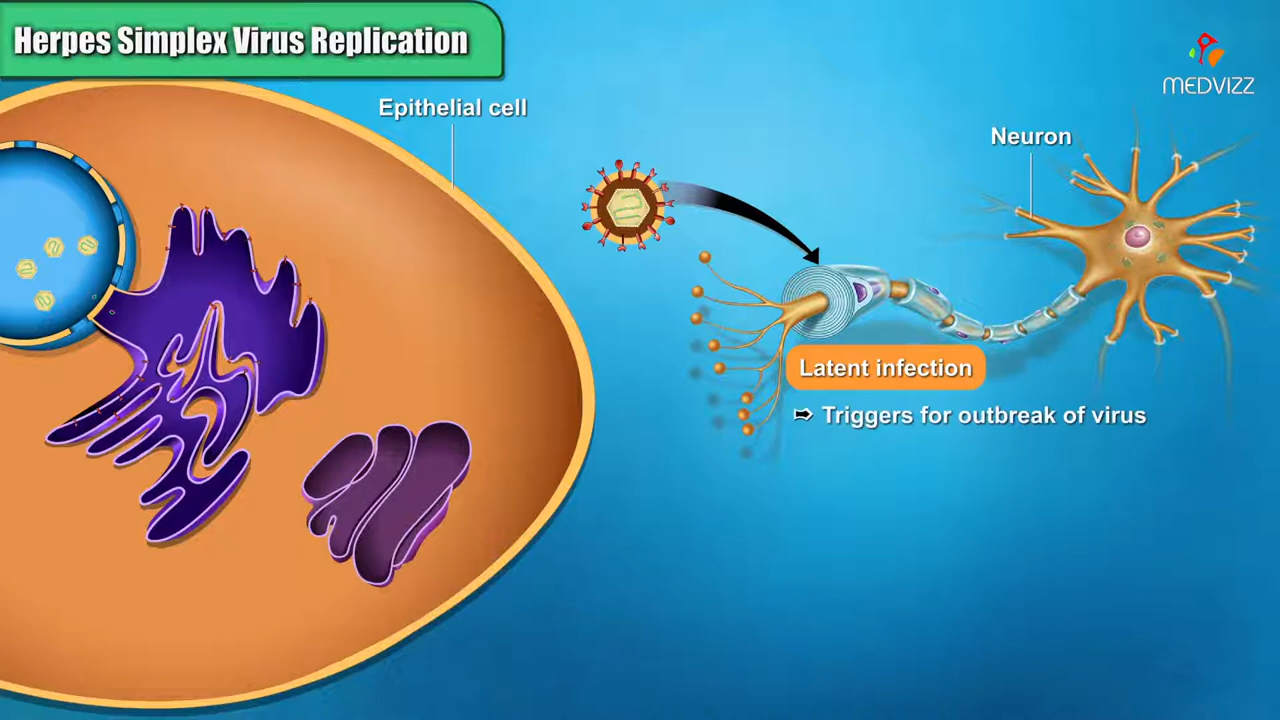 Herpes Simplex Virus Replication
MEDVIZZ
Epithelial cell
Neuron
Latent infection
Triggers for outbreak of virus